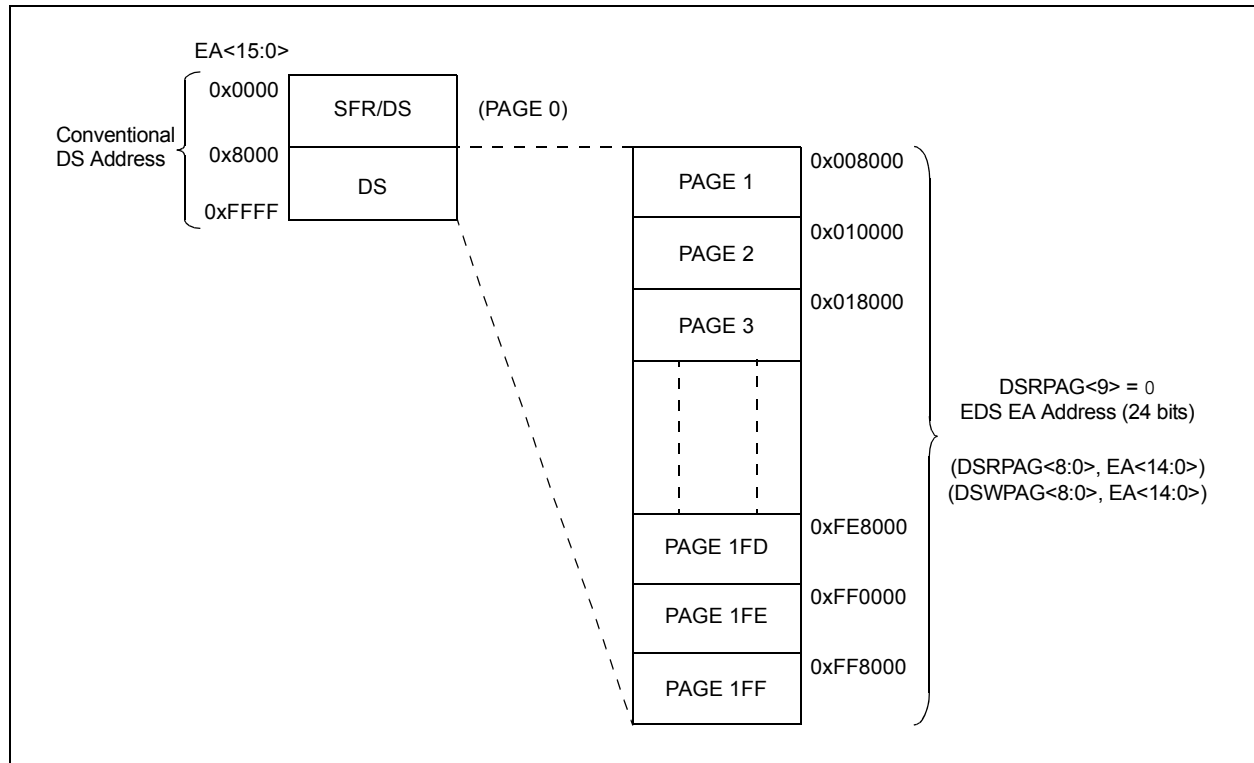 EA<15:0>
0x0000
SFR/DS
(PAGE 0)
Conventional
DS Address
0x8000
DS
0xFFFF
PAGE 1
0x008000
PAGE 2
0x010000
PAGE 3
0x018000
DSRPAG<9> = 0
EDS EA Address (24 bits)
(DSRPAG<8:0>, EA<14:0>)
(DSWPAG<8:0>, EA<14:0>)
PAGE 1FD
0xFE8000
PAGE 1FE
0xFF0000
PAGE 1FF
0xFF8000